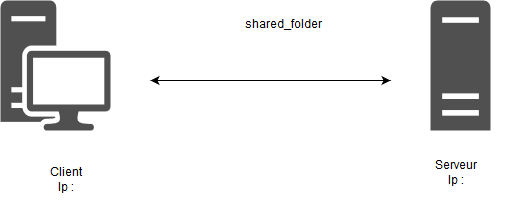 shared_folder
Client
Ip :
Serveur
Ip :